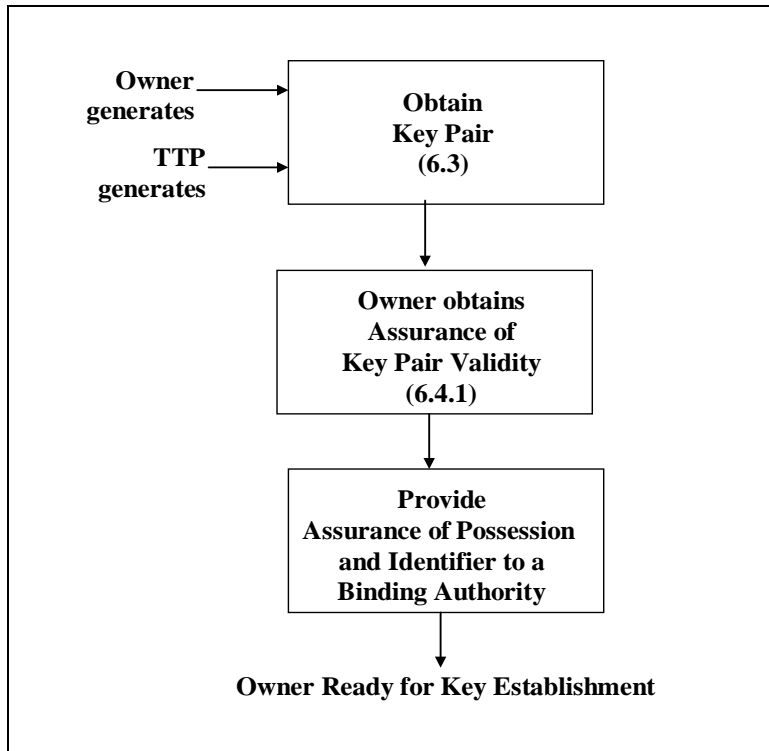 Owner
generates
TTP
generates
Obtain
Key Pair
(6.3)
Owner obtains
Assurance of
Key Pair Validity
(6.4.1)
Provide
Assurance of Possession
and Identifier to a
Binding Authority
Owner Ready for Key Establishment